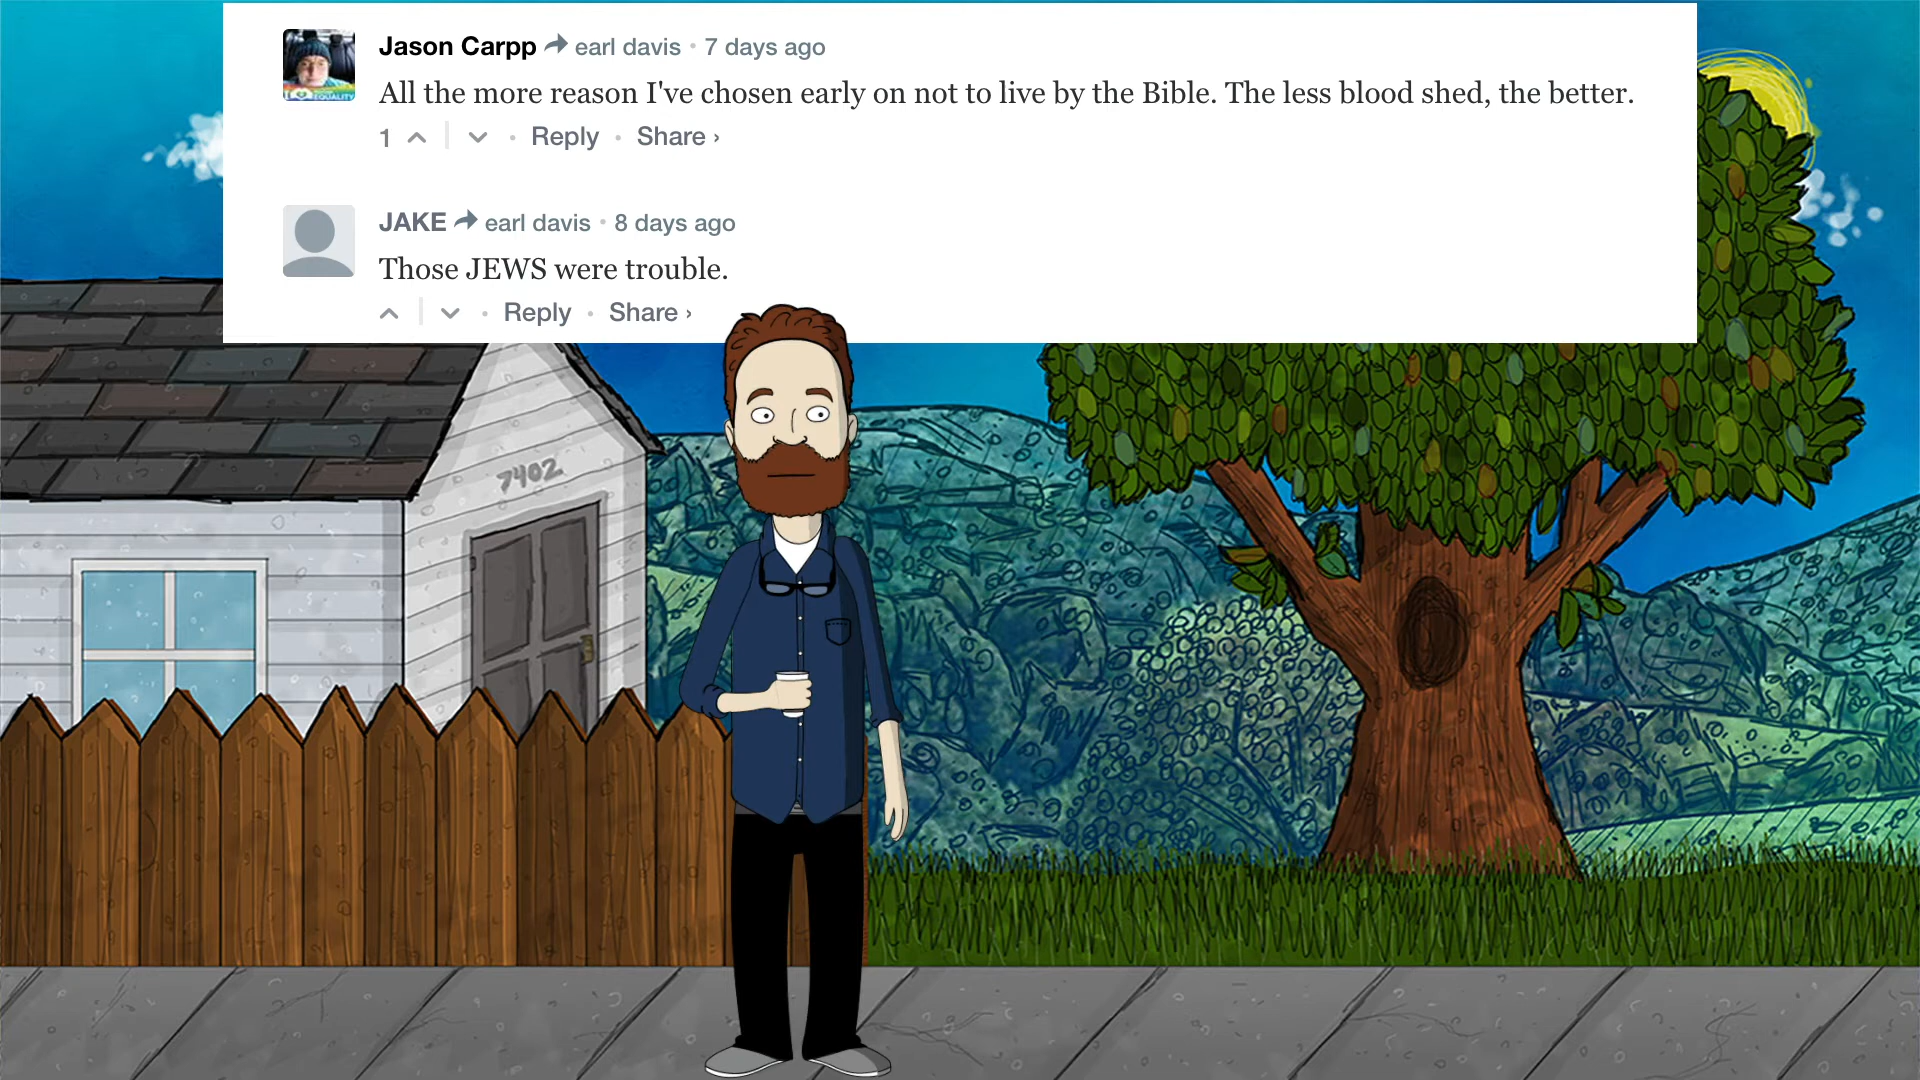 Jason Carpp earl davis • 7 days ago
All the more reason I've chosen early on not to live by the Bible. The less blood shed, the better.
1 • Reply • Share ›
JAKE earl davis • 8 days ago
Those JEWS were trouble.
• Reply • Share ›
7402
EQUALITY